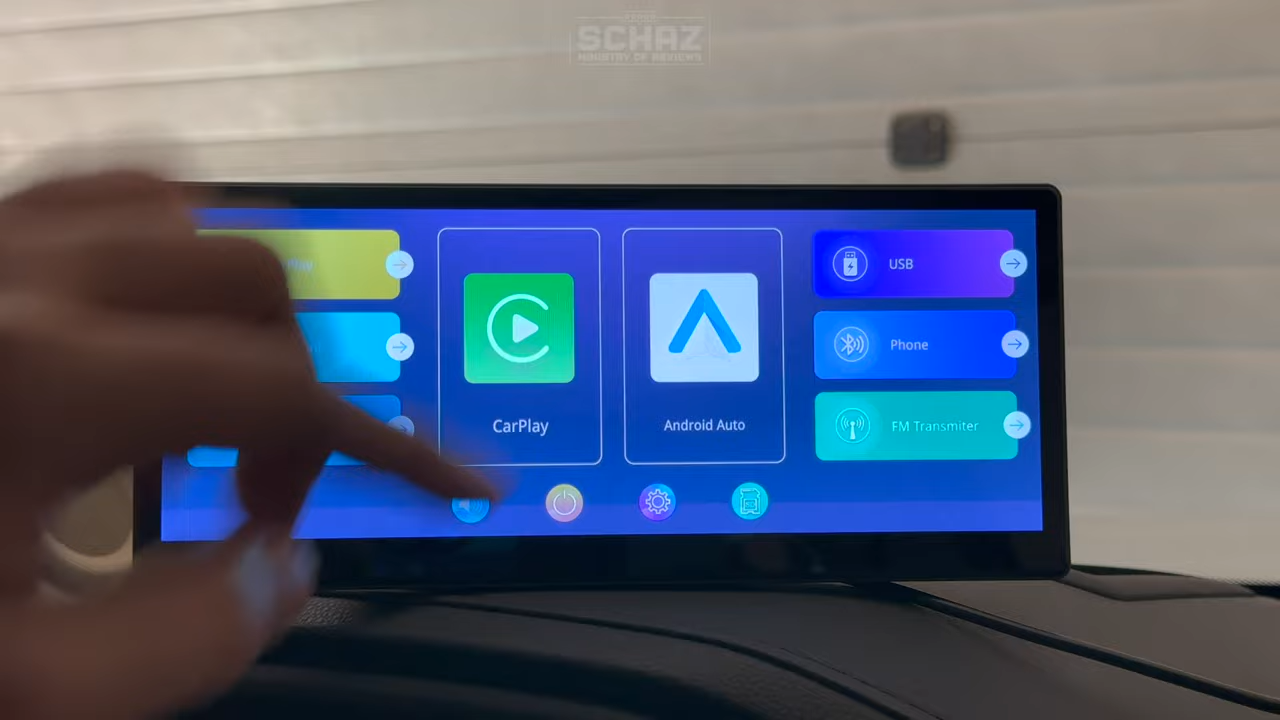 SCHAZ
MINISTRY OF REVIEWS
CarPlay
Android Auto
USB
Phone
FM Transmiter